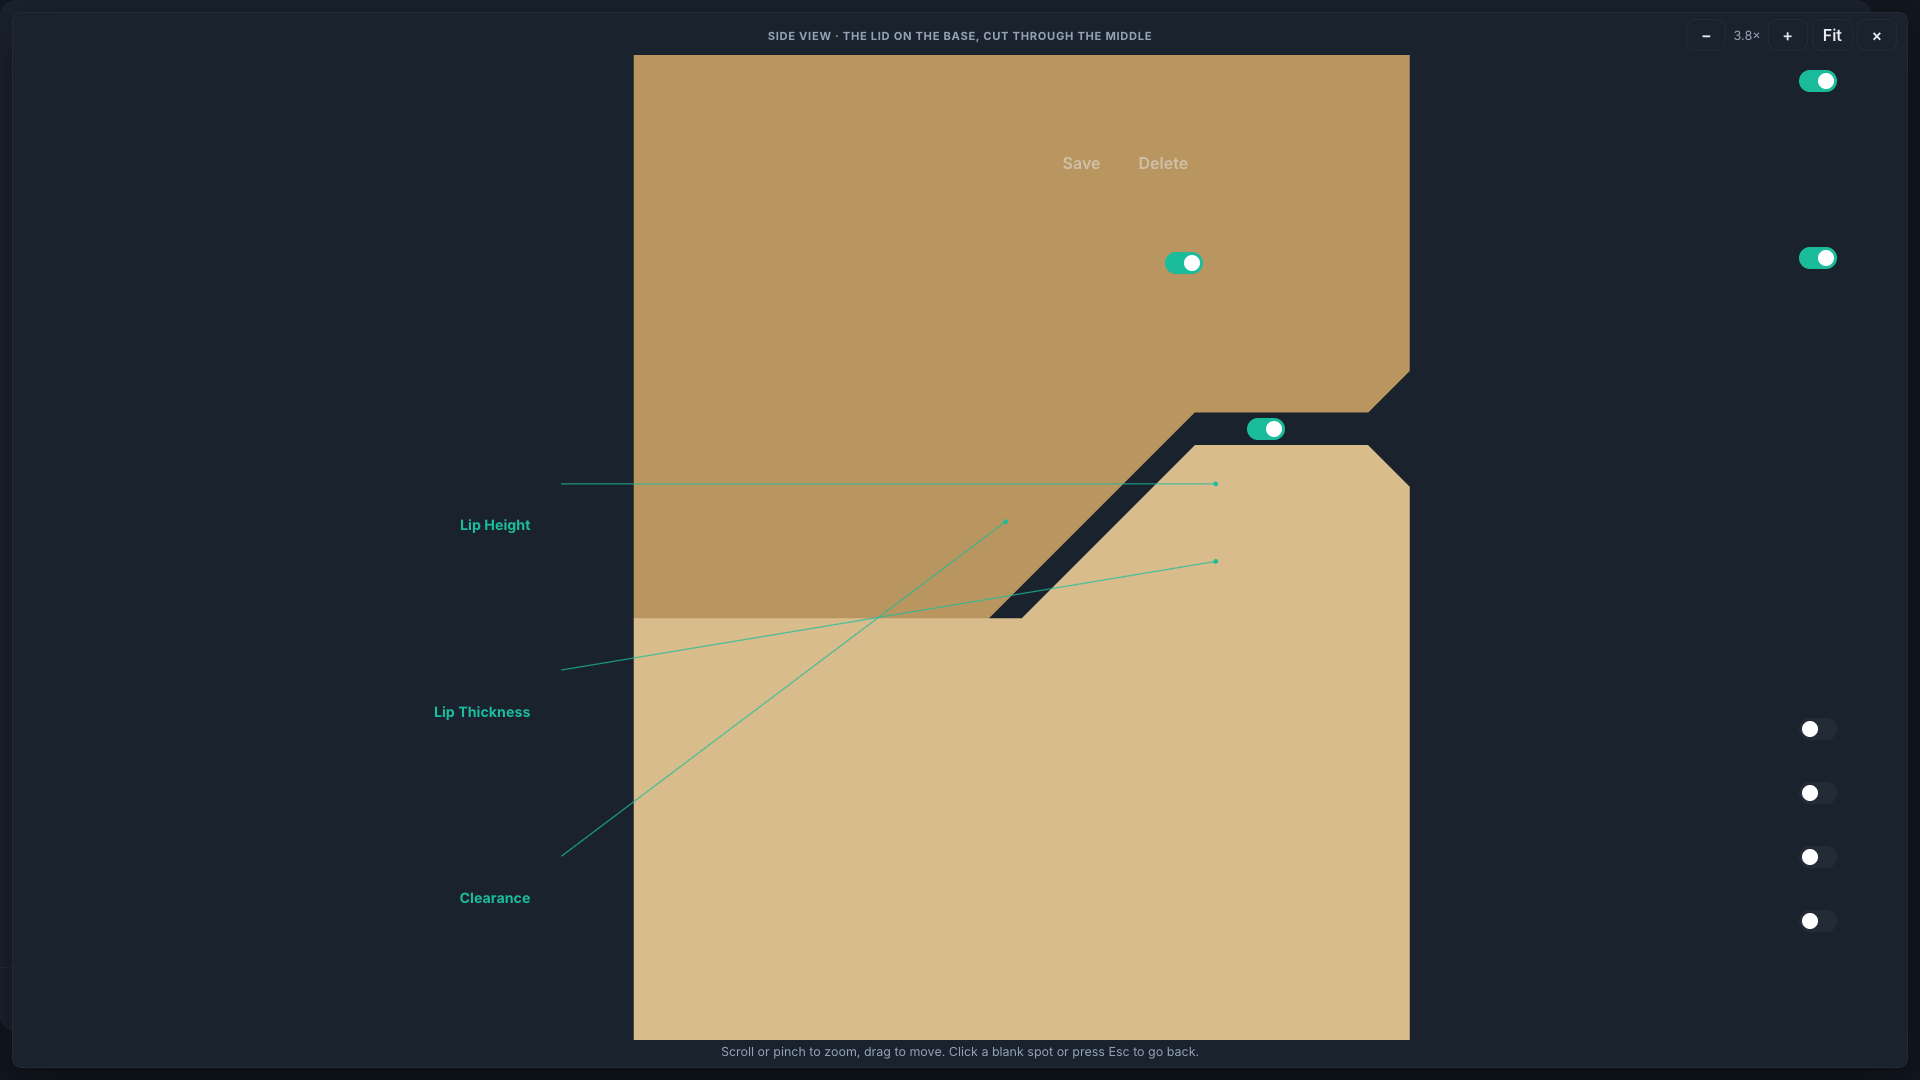 SIDE VIEW · THE LID ON THE BASE, CUT THROUGH THE MIDDLE
− 3.8× + Fit ×
Save Delete
Lip Height
Lip Thickness
Clearance
Scroll or pinch to zoom, drag to move. Click a blank spot or press Esc to go back.